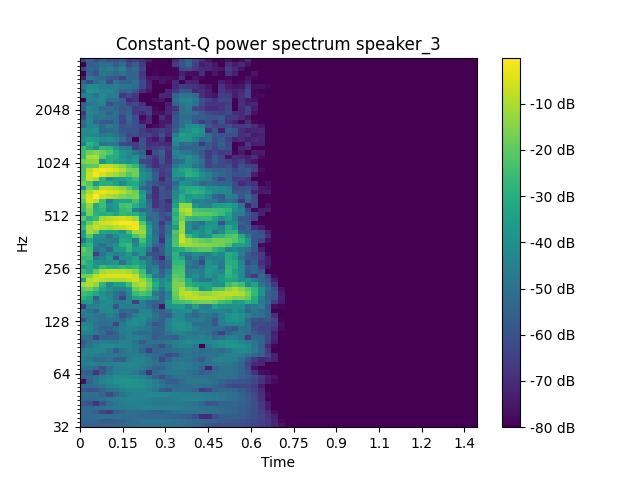 Constant-Q power spectrum speaker_3
Hz
2048
1024
512
256
128
64
32
0 0.15 0.3 0.45 0.6 0.75 0.9 1.1 1.2 1.4
Time
-10 dB
-20 dB
-30 dB
-40 dB
-50 dB
-60 dB
-70 dB
-80 dB